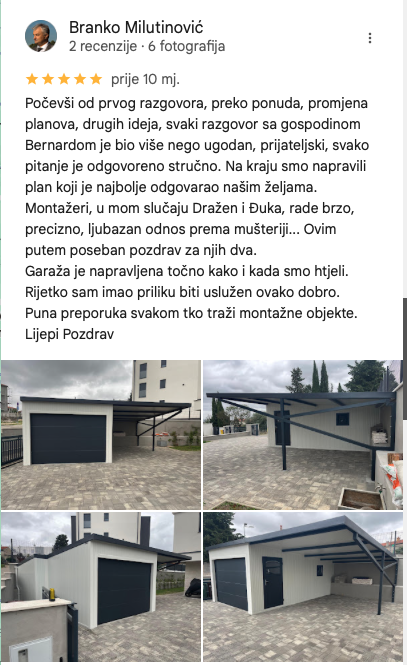 Branko Milutinović
2 recenzije · 6 fotografija
prije 10 mj.
Počevši od prvog razgovora, preko ponuda, promjena
planova, drugih ideja, svaki razgovor sa gospodinom
Bernardom je bio više nego ugodan, prijateljski, svako
pitanje je odgovoreno stručno. Na kraju smo napravili
plan koji je najbolje odgovarao našim željama.
Montažeri, u mom slučaju Dražen i Đuka, rade brzo,
precizno, ljubazan odnos prema mušteriji... Ovim
putem poseban pozdrav za njih dva.
Garaža je napravljena točno kako i kada smo htjeli.
Rijetko sam imao priliku biti uslužen ovako dobro.
Puna preporuka svakom tko traži montažne objekte.
Lijepi Pozdrav